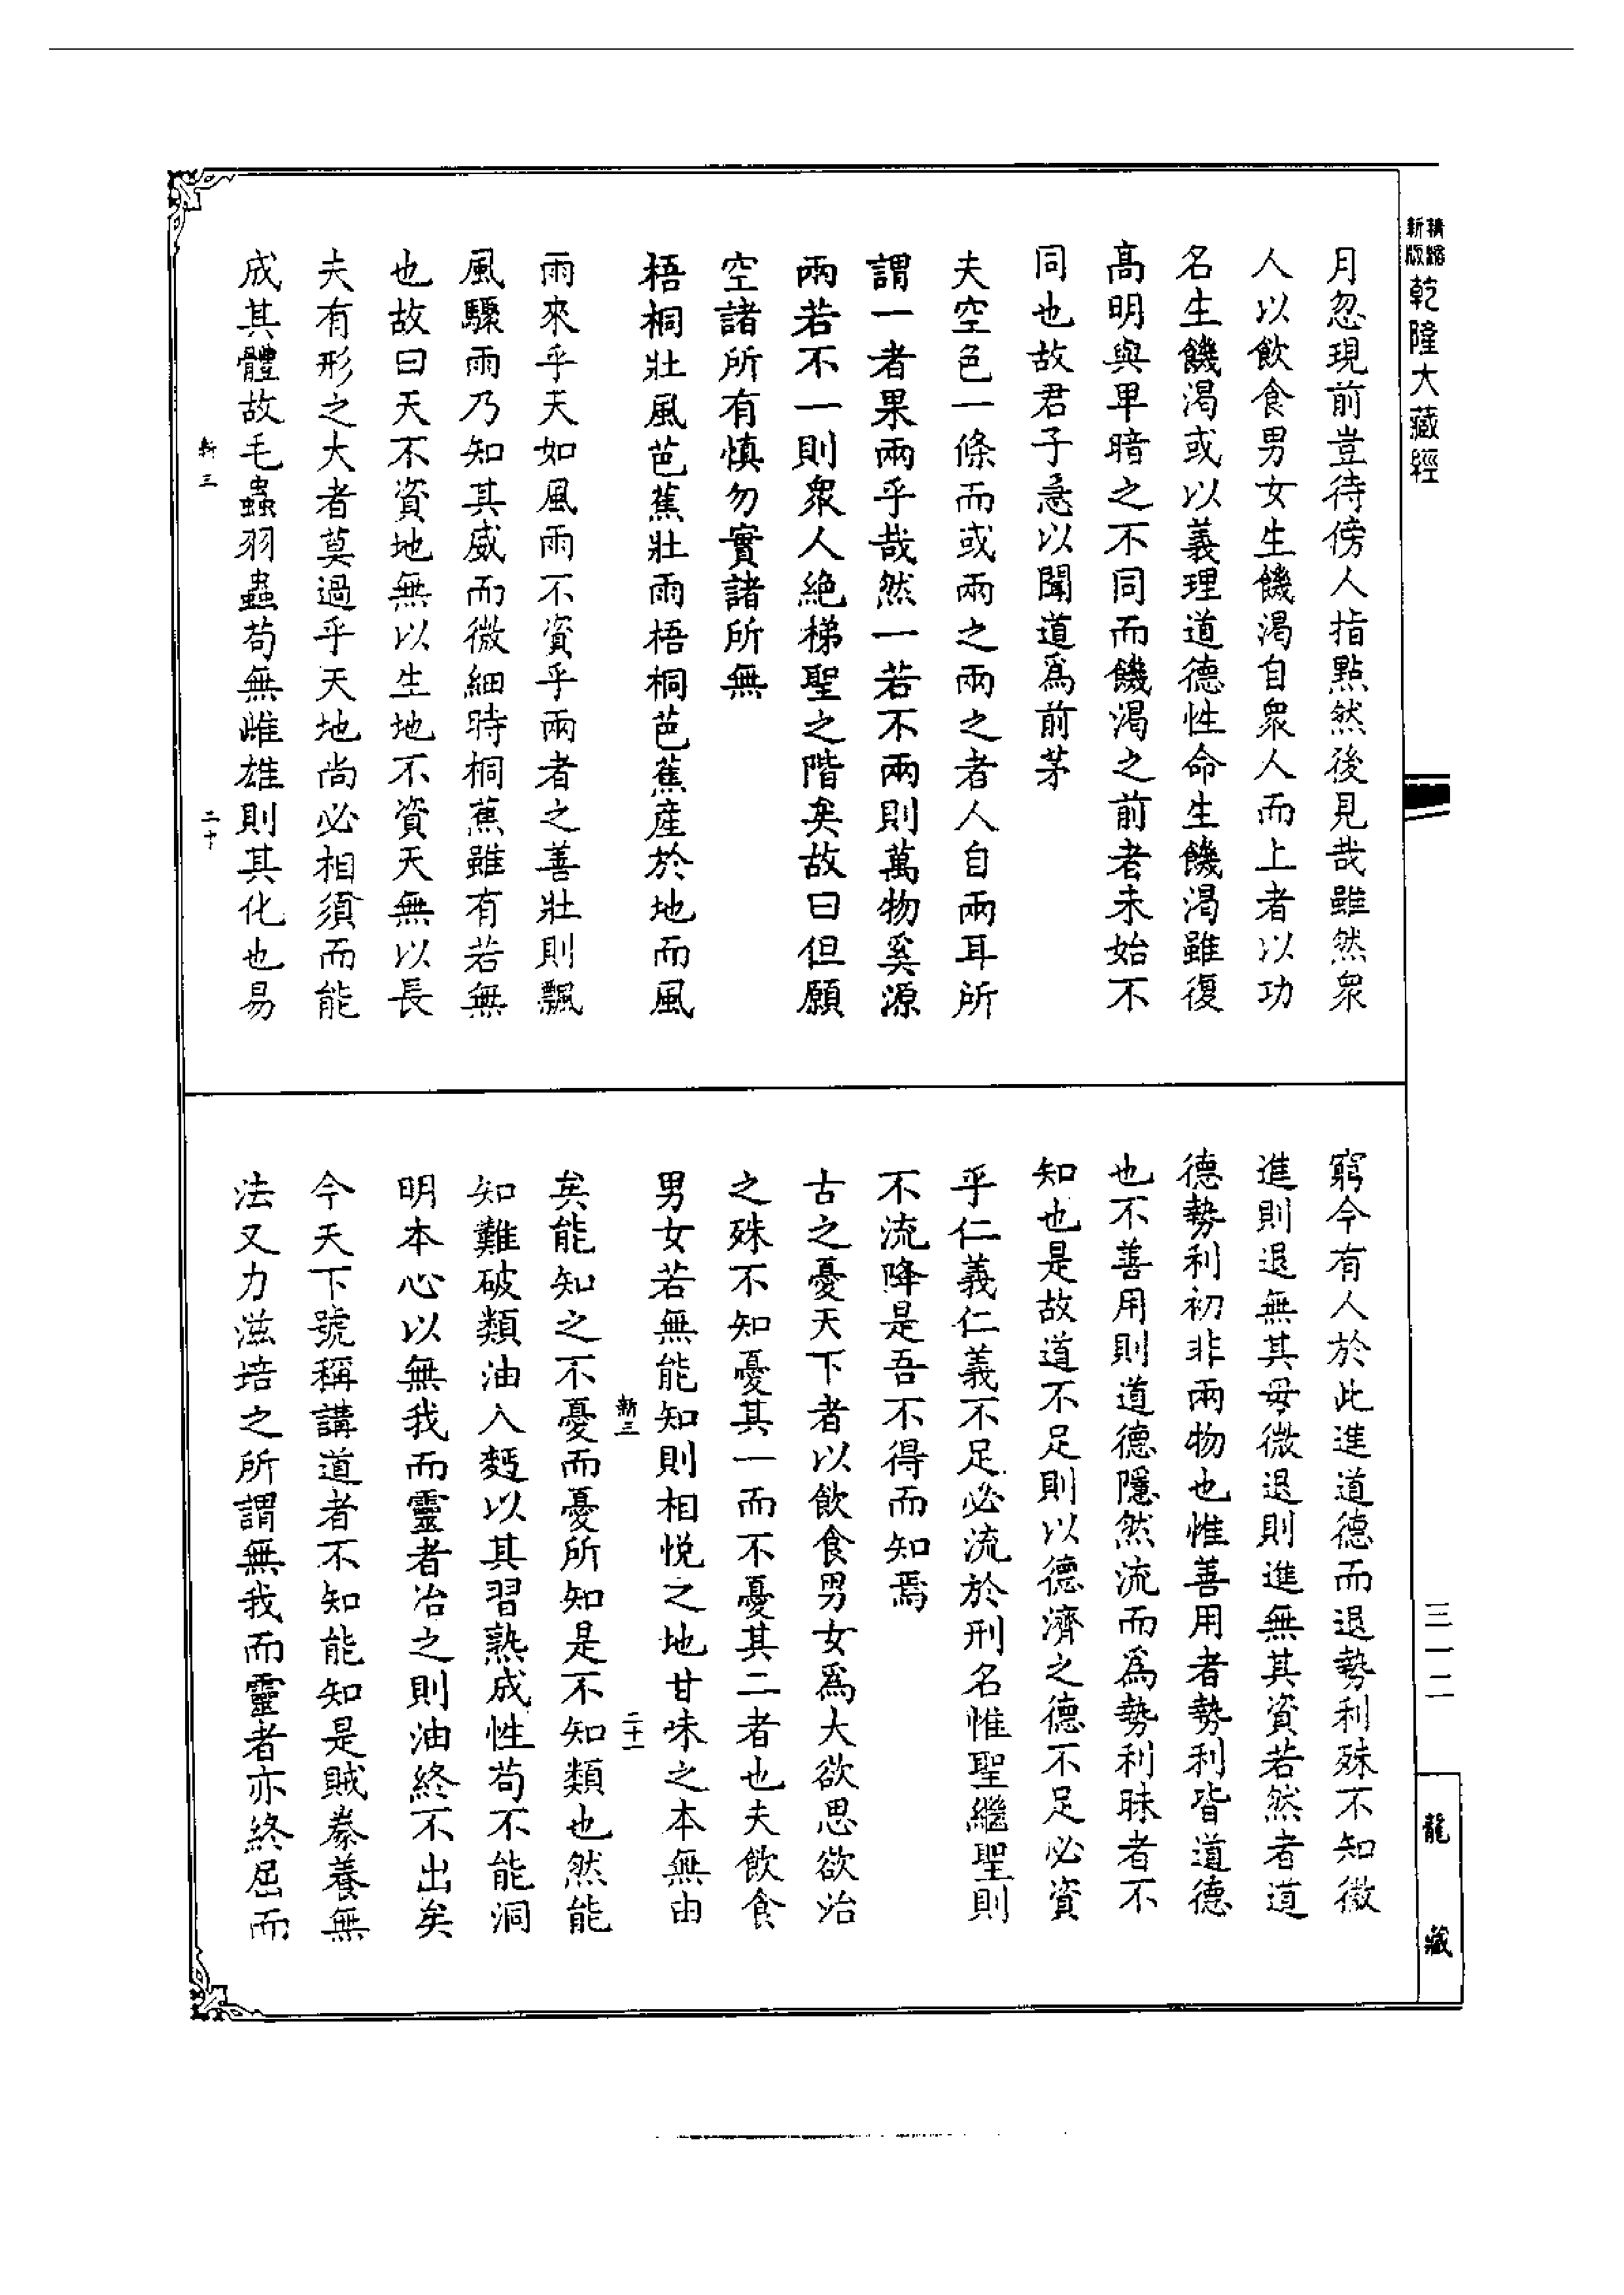 精縮
新版
乾隆大藏經
月忽現前豈待傍人指點然後見哉雖然衆
人以飲食男女生饑渴自衆人而上者以功
名生饑渴或以義理道德性命生饑渴雖復
高明與卑暗之不同而饑渴之前者未始不
同也故君子急以聞道爲前茅
夫空色一條而或兩之兩之者人自兩耳所
謂一者果兩乎哉然一若不兩則萬物奚源
兩若不一則衆人絶梯聖之階矣故曰但願
空諸所有慎勿實諸所無
梧桐壯風芭蕉壯雨梧桐芭蕉産於地而風
雨來乎天如風雨不資乎兩者之善壯則飄
風驟雨乃知其威而微細時桐蕉雖有若無
也故曰天不資地無以生地不資天無以長
夫有形之大者莫過乎天地尚必相須而能
成其體故毛蟲羽蟲苟無雌雄則其化也易
新三
二十
窮今有人於此進道德而退勢利殊不知微
進則退無其母微退則進無其資若然者道
德勢利初非兩物也惟善用者勢利皆道德
也不善用則道德隱然流而爲勢利昧者不
知也是故道不足則以德濟之德不足必資
乎仁義仁義不足必流於刑名惟聖繼聖則
不流降是吾不得而知焉
古之憂天下者以飲食男女爲大欲思欲治
之殊不知憂其一而不憂其二者也夫飲食
男女若無能知則相悅之地甘味之本無由
新三
二十一
矣能知之不憂而憂所知是不知類也然能
知難破類油入麪以其習熟成性苟不能洞
明本心以無我而靈者治之則油終不出矣
今天下號稱講道者不知能知是賊豢養無
法又力滋培之所謂無我而靈者亦終屈而
三一二
龍藏